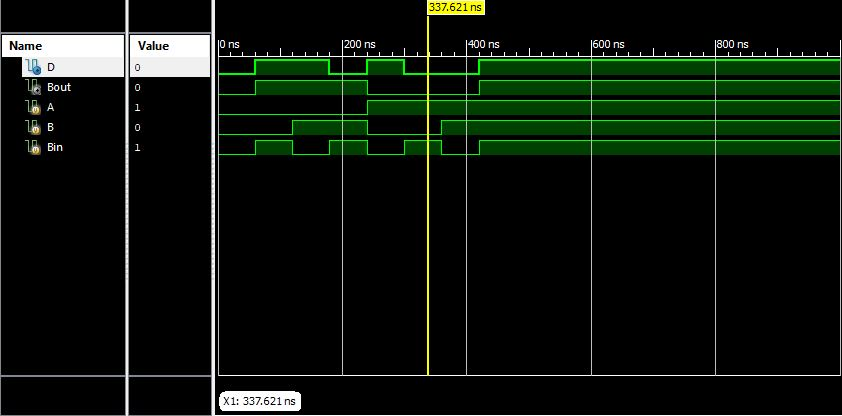 337.621 ns
Name Value
0 ns 200 ns 400 ns 600 ns 800 ns
D 0
Bout 0
A 1
B 0
Bin 1
X1: 337.621 ns